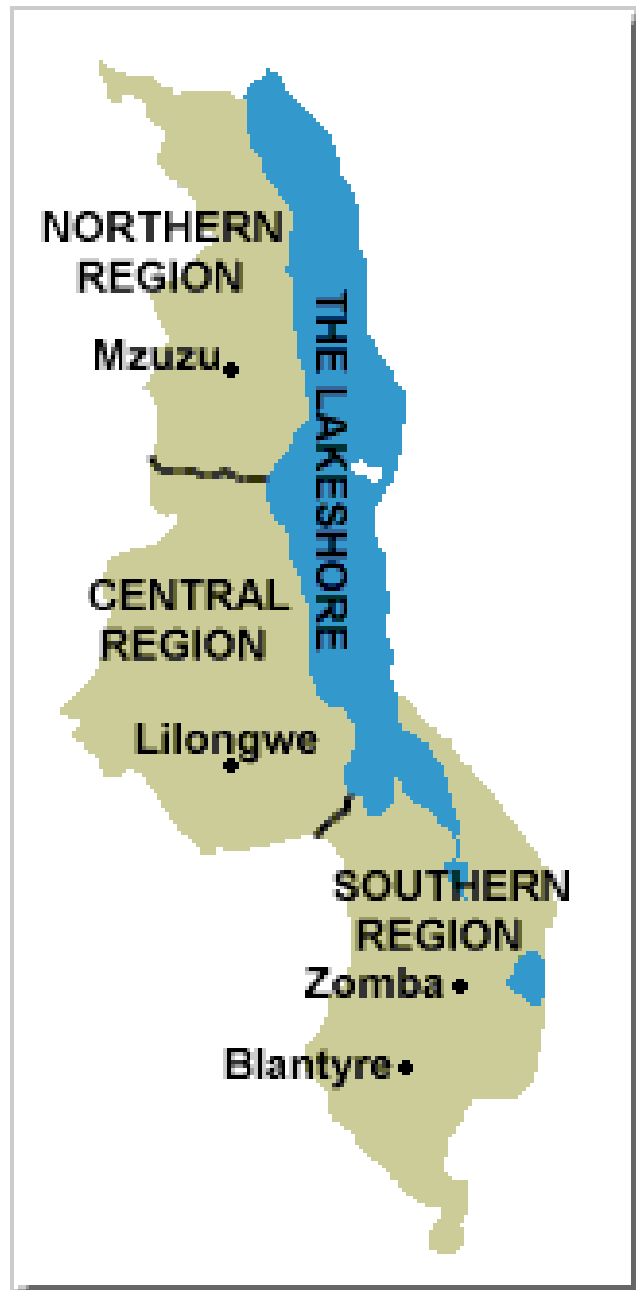 NORTHERN
REGION
THE LAKESHORE
Mzuzu
CENTRAL
REGION
Lilongwe
SOUTHERN
REGION
Zomba
Blantyre